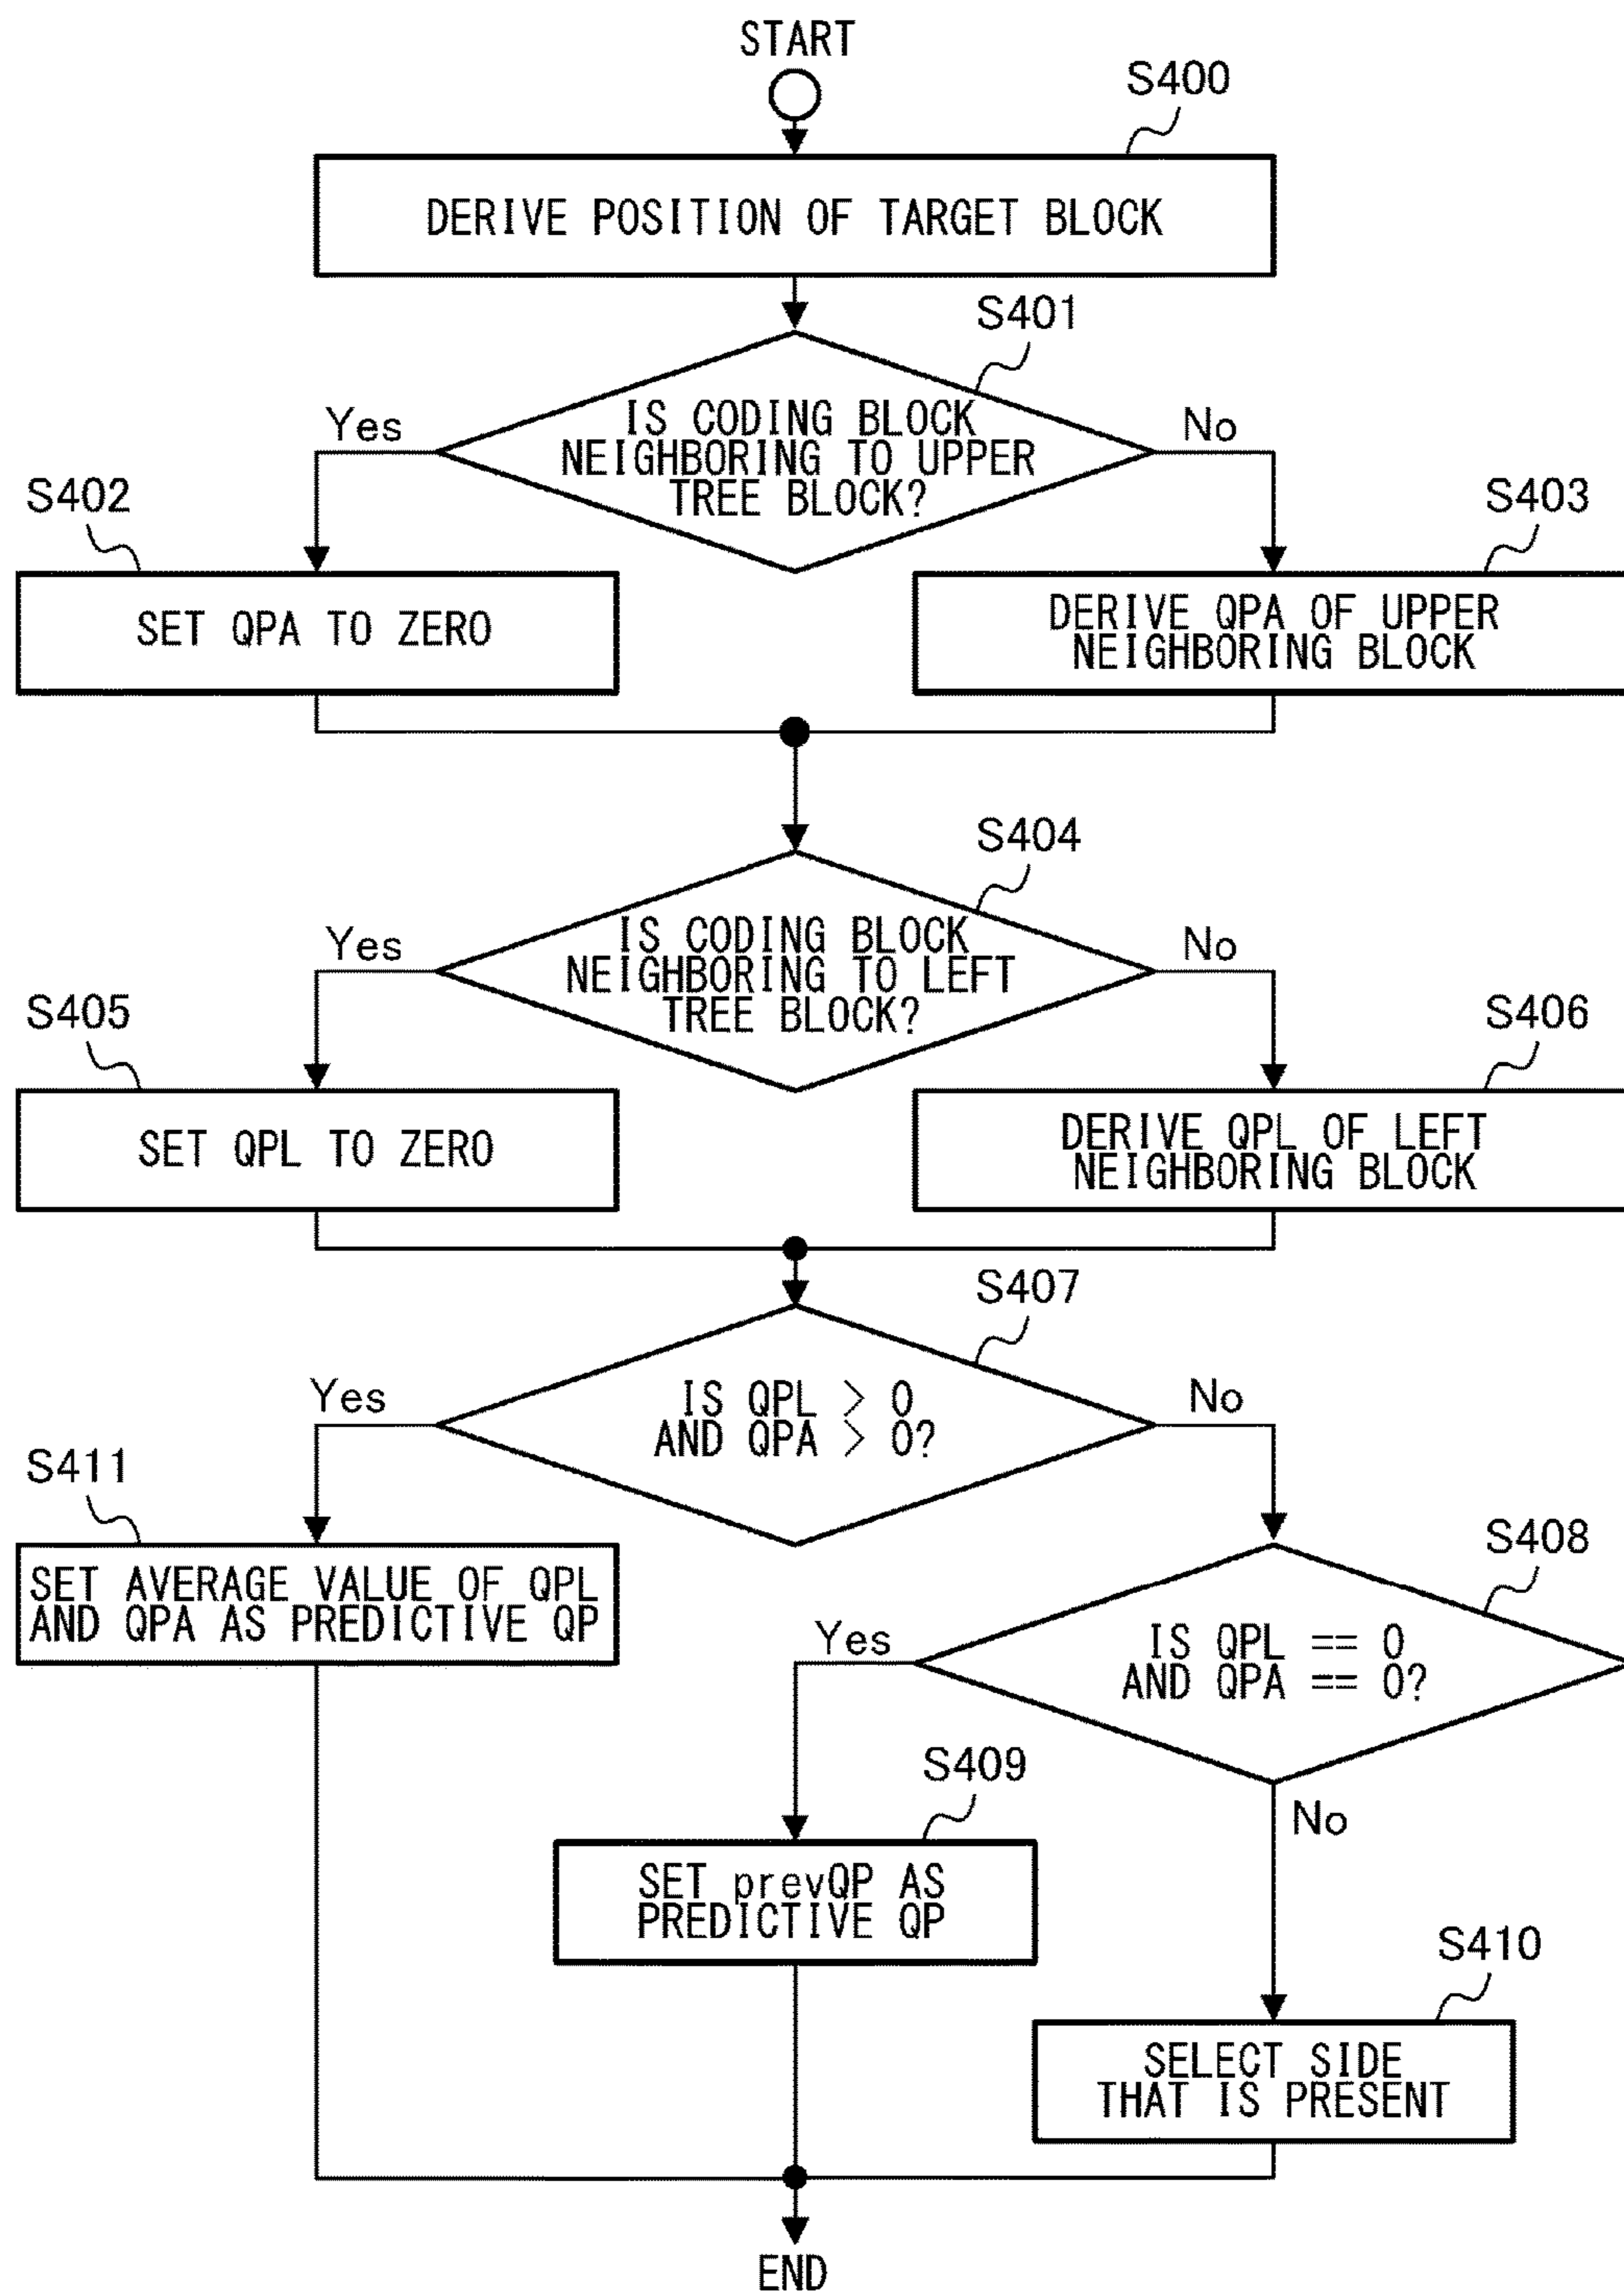 START
S400
DERIVE POSITION OF TARGET BLOCK
S401
IS CODING BLOCK
NEIGHBORING TO UPPER
TREE BLOCK?
Yes
No
S402
SET QPA TO ZERO
S403
DERIVE QPA OF UPPER
NEIGHBORING BLOCK
S404
IS CODING BLOCK
NEIGHBORING TO LEFT
TREE BLOCK?
Yes
No
S405
SET QPL TO ZERO
S406
DERIVE QPL OF LEFT
NEIGHBORING BLOCK
S407
IS QPL > 0
AND QPA > 0?
Yes
No
S411
SET AVERAGE VALUE OF QPL
AND QPA AS PREDICTIVE QP
S408
IS QPL == 0
AND QPA == 0?
Yes
No
S409
SET prevQP AS
PREDICTIVE QP
S410
SELECT SIDE
THAT IS PRESENT
END